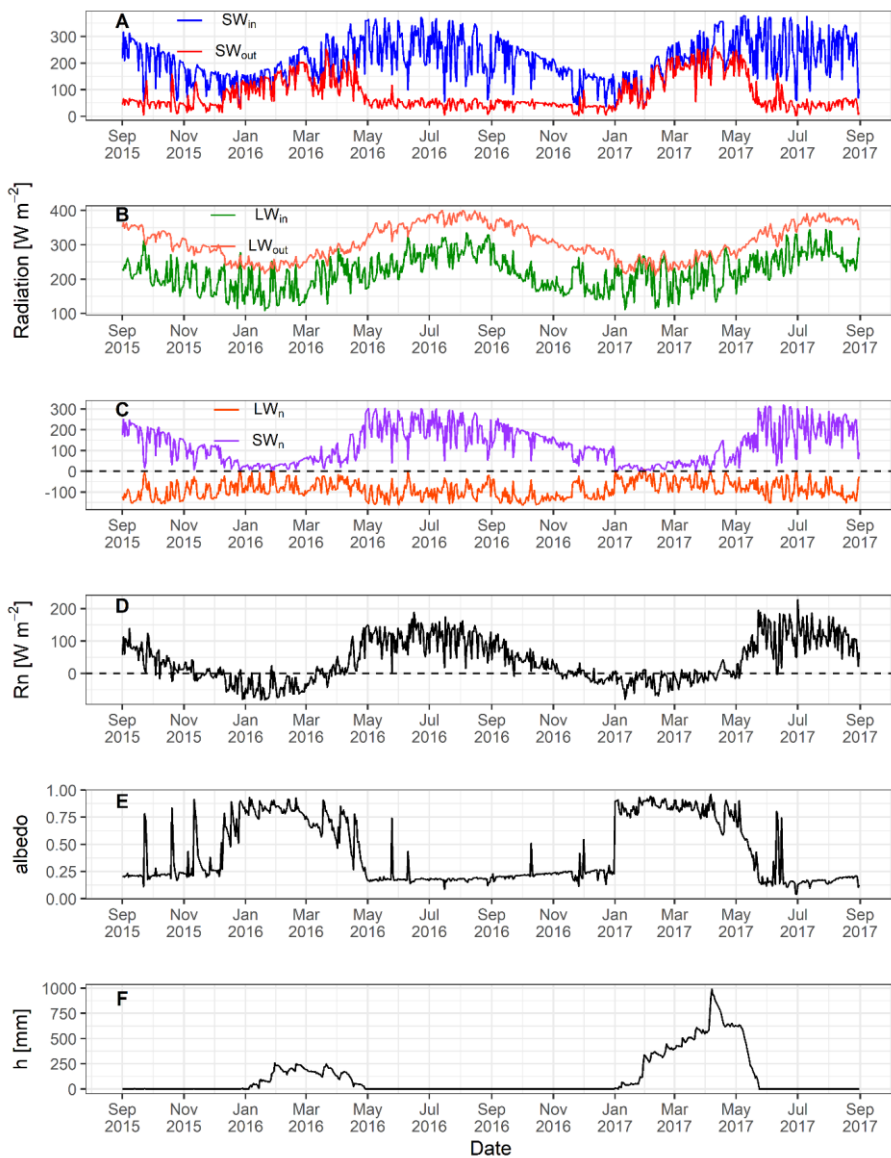 A
SW_in
SW_out
300
200
100
0
Sep Nov Jan Mar May Jul Sep Nov Jan Mar May Jul Sep
2015 2015 2016 2016 2016 2016 2016 2016 2017 2017 2017 2017 2017
Radiation [W m⁻²]
B
LW_in
LW_out
400
300
200
100
Sep Nov Jan Mar May Jul Sep Nov Jan Mar May Jul Sep
2015 2015 2016 2016 2016 2016 2016 2016 2017 2017 2017 2017 2017
C
LW_n
SW_n
300
200
100
0
-100
Sep Nov Jan Mar May Jul Sep Nov Jan Mar May Jul Sep
2015 2015 2016 2016 2016 2016 2016 2016 2017 2017 2017 2017 2017
Rn [W m⁻²]
D
200
100
0
Sep Nov Jan Mar May Jul Sep Nov Jan Mar May Jul Sep
2015 2015 2016 2016 2016 2016 2016 2016 2017 2017 2017 2017 2017
albedo
E
1.00
0.75
0.50
0.25
0.00
Sep Nov Jan Mar May Jul Sep Nov Jan Mar May Jul Sep
2015 2015 2016 2016 2016 2016 2016 2016 2017 2017 2017 2017 2017
h [mm]
F
1000
750
500
250
0
Sep Nov Jan Mar May Jul Sep Nov Jan Mar May Jul Sep
2015 2015 2016 2016 2016 2016 2016 2016 2017 2017 2017 2017 2017
Date